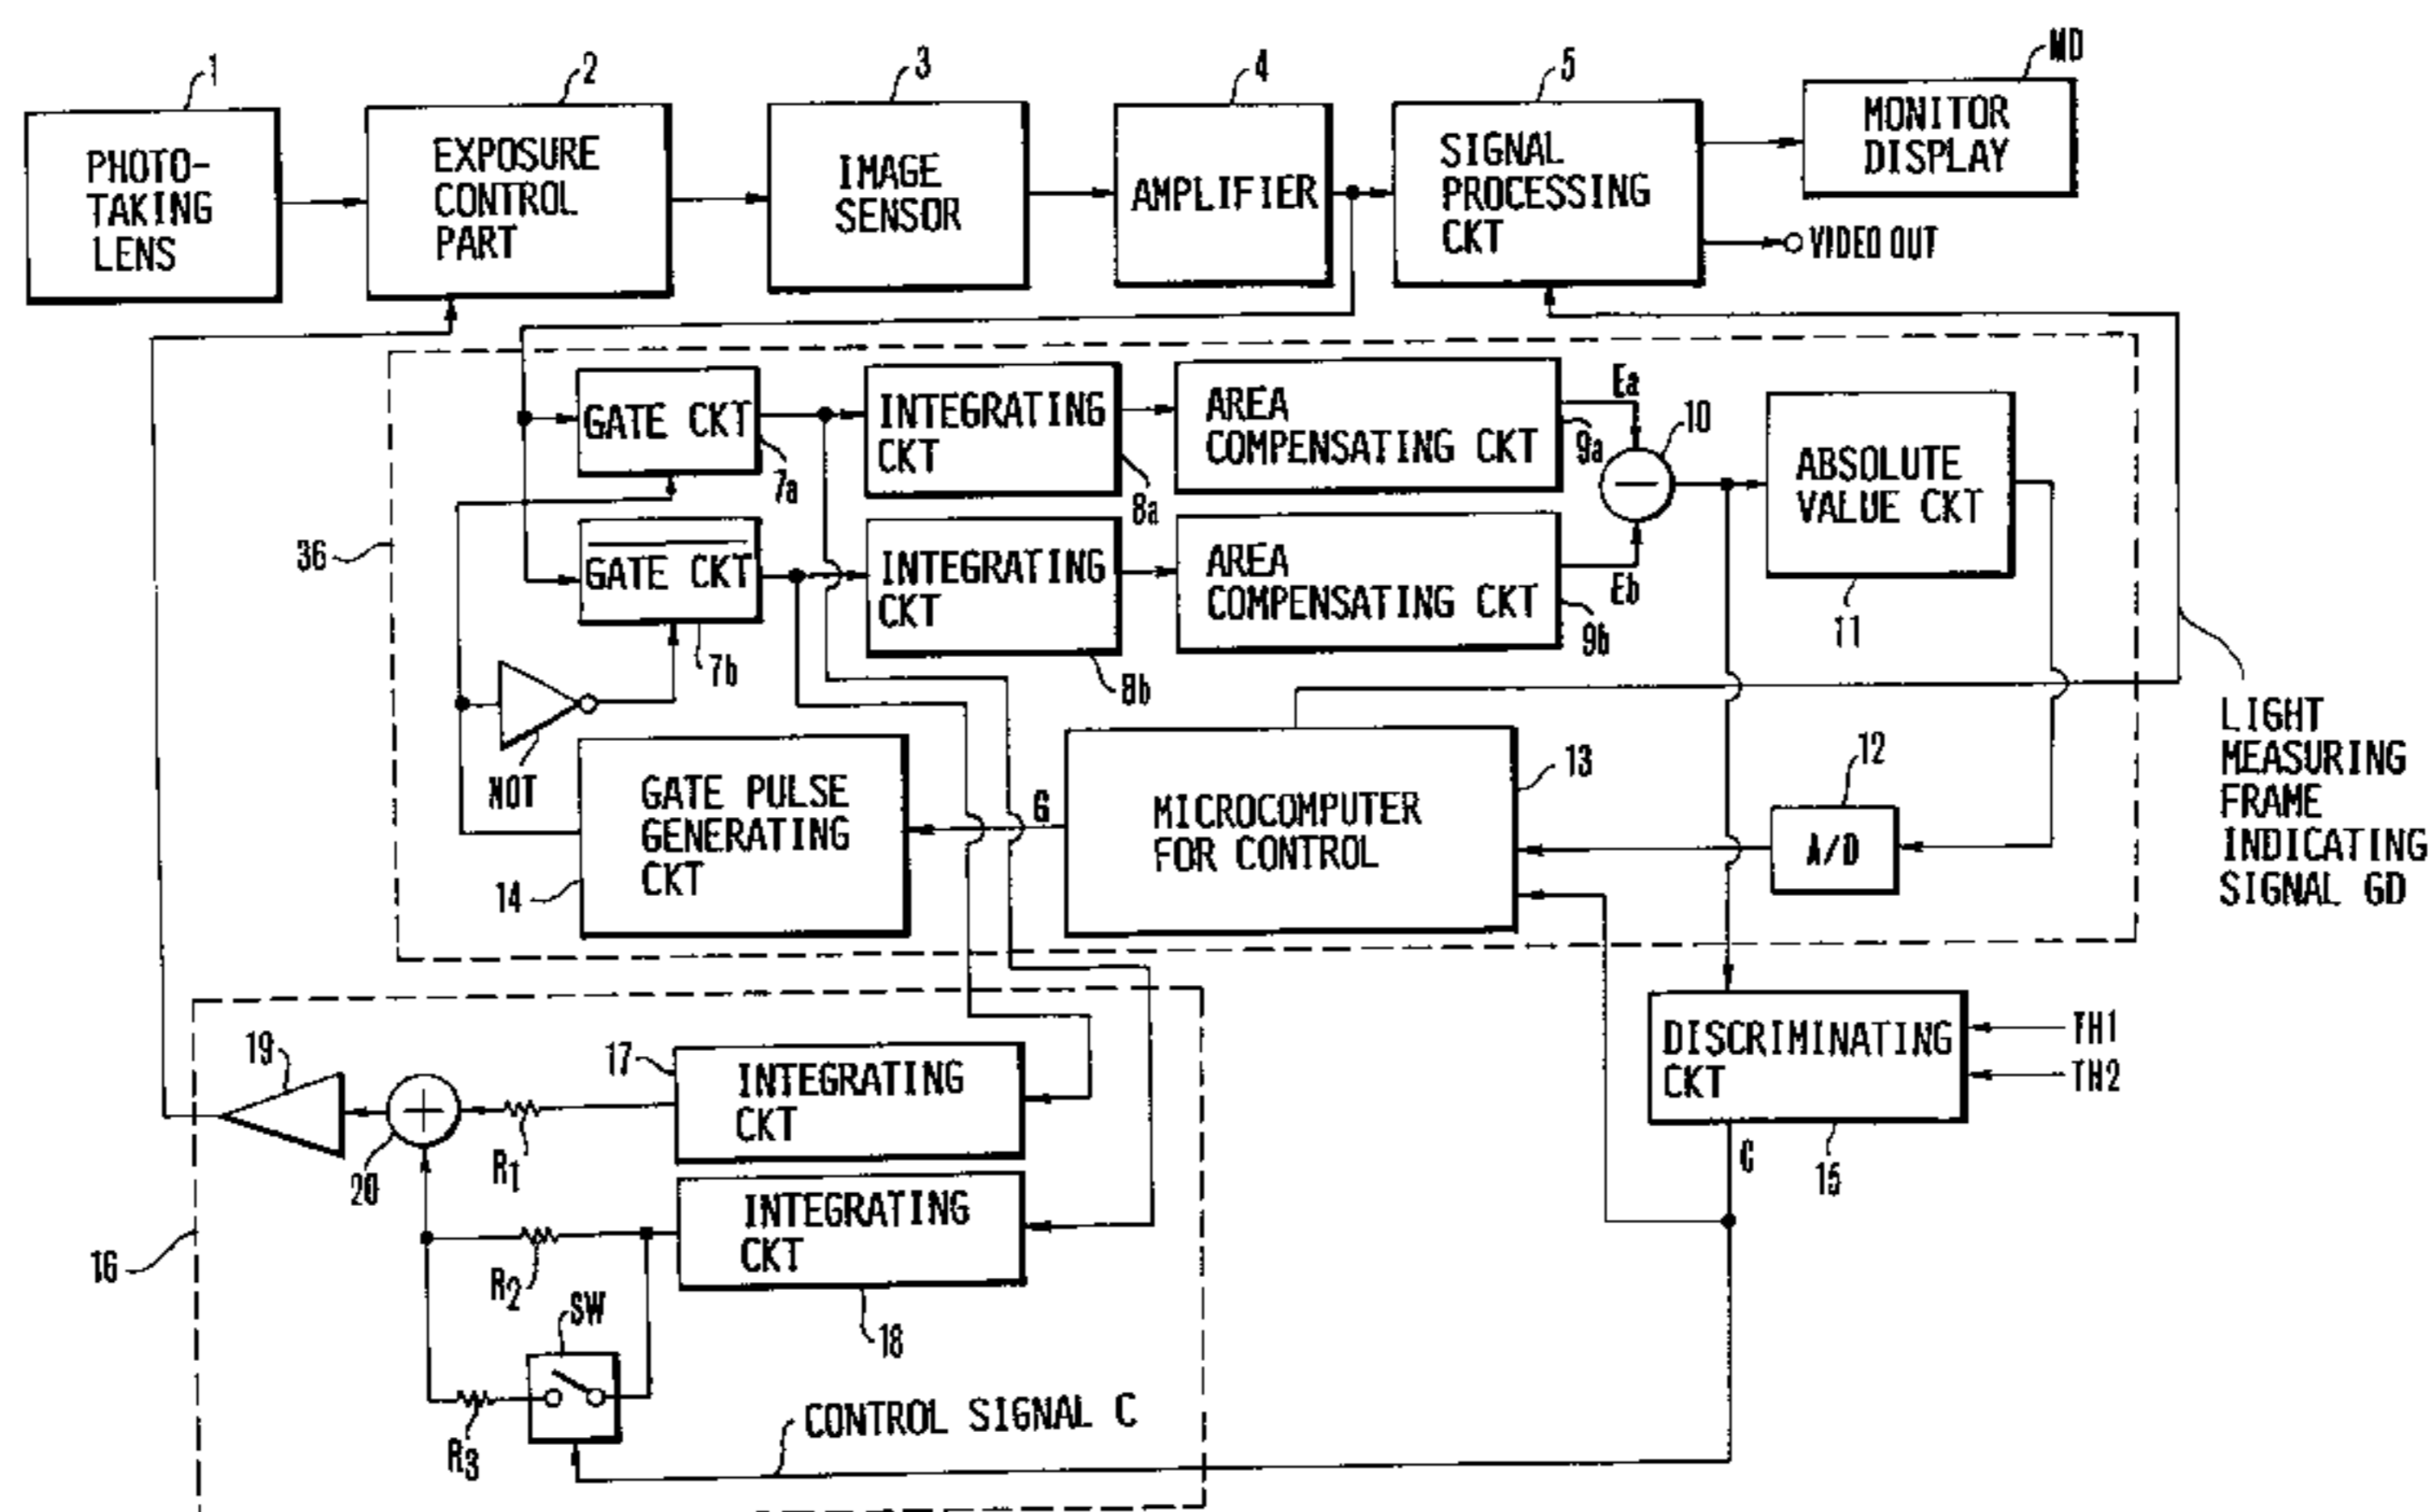 1
2
3
4
5
MD
PHOTO-
TAKING
LENS
EXPOSURE
CONTROL
PART
IMAGE
SENSOR
AMPLIFIER
SIGNAL
PROCESSING
CKT
MONITOR
DISPLAY
VIDEO OUT
36
GATE CKT
7a
INTEGRATING
CKT
8a
AREA
COMPENSATING CKT
Ea
9a
10
ABSOLUTE
VALUE CKT
11
GATE CKT
7b
INTEGRATING
CKT
8b
AREA
COMPENSATING CKT
Eb
9b
NOT
GATE PULSE
GENERATING
CKT
14
G
MICROCOMPUTER
FOR CONTROL
13
12
A/D
LIGHT
MEASURING
FRAME
INDICATING
SIGNAL GD
16
19
20
R1
17
INTEGRATING
CKT
R2
INTEGRATING
CKT
18
SW
R3
CONTROL SIGNAL C
DISCRIMINATING
CKT
TH1
TH2
C
15